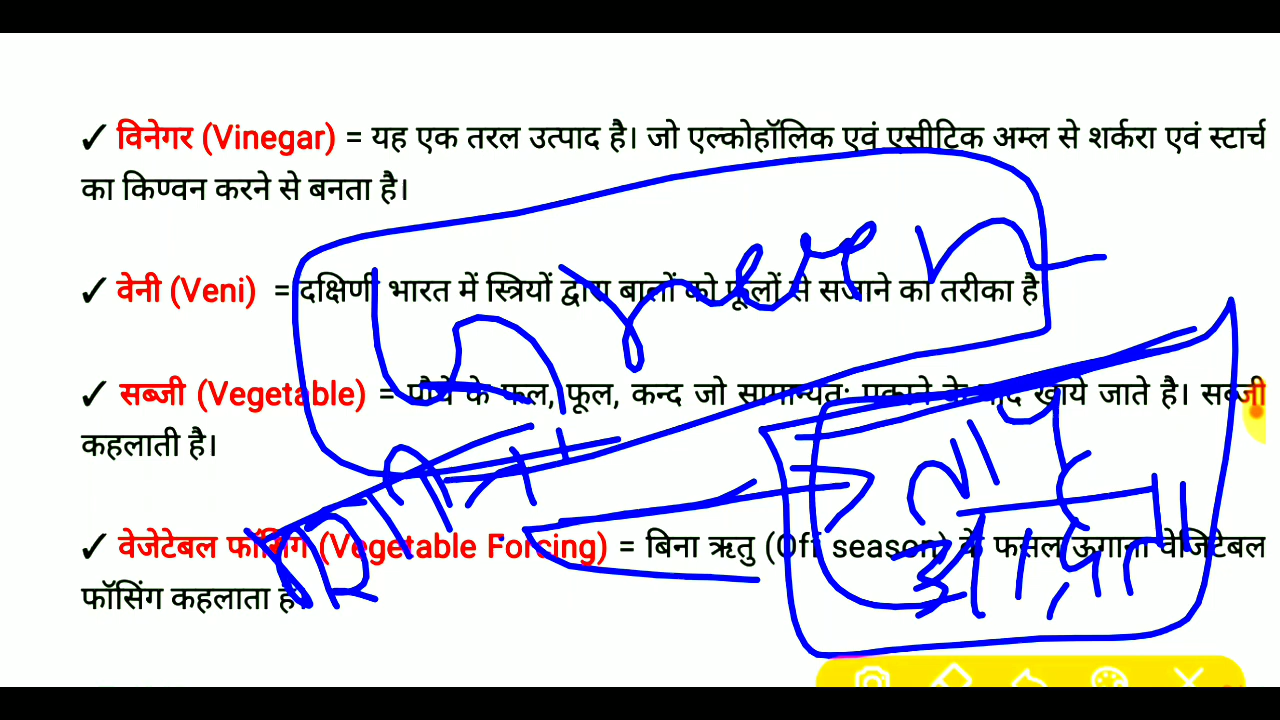 ✓ विनेगर (Vinegar) = यह एक तरल उत्पाद है। जो एल्कोहॉलिक एवं एसीटिक अम्ल से शर्करा एवं स्टार्च
का किण्वन करने से बनता है।
✓ वेनी (Veni) = दक्षिणी भारत में स्त्रियों द्वारा बालों को फूलों से सजाने का तरीका है
✓ सब्जी (Vegetable) = पौधे के फल, फूल, कन्द जो सामान्यतः पकाने के बाद खाये जाते है। सब्जी
कहलाती है।
✓ वेजेटेबल फॉर्सिंग (Vegetable Forcing) = बिना ऋतु (Off season) के फसल ऊगाना वेजिटेबल
फॉसिंग कहलाता है।